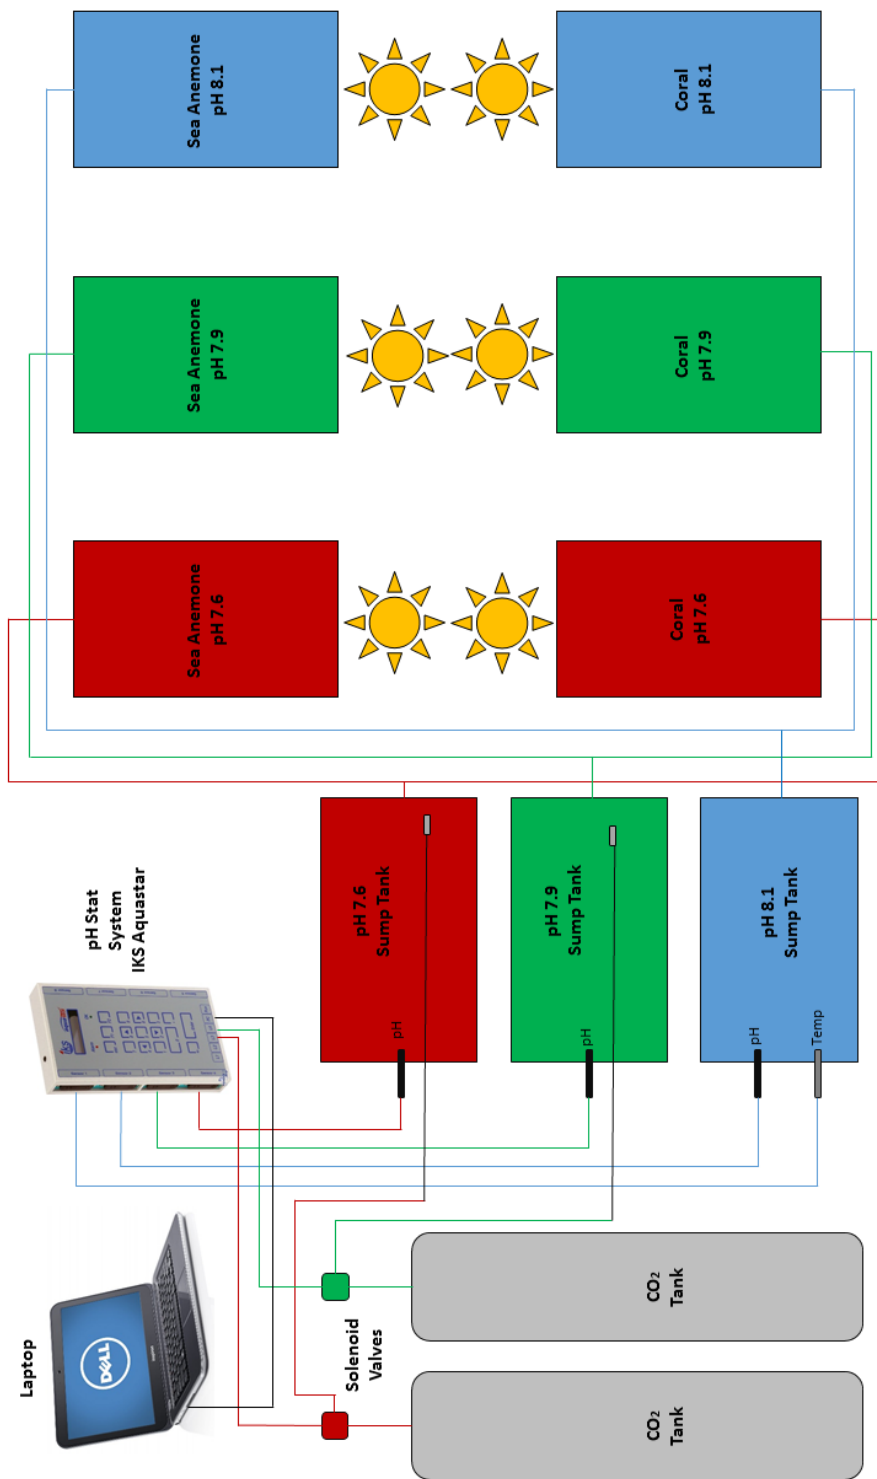 Laptop
DELL
pH Stat
System
IKS Aquastar
Solenoid
Valves
CO2
Tank
CO2
Tank
pH 7.6
Sump Tank
pH
pH 7.9
Sump Tank
pH
pH 8.1
Sump Tank
pH
Temp
Sea Anemone
pH 7.6
Sea Anemone
pH 7.9
Sea Anemone
pH 8.1
Coral
pH 7.6
Coral
pH 7.9
Coral
pH 8.1